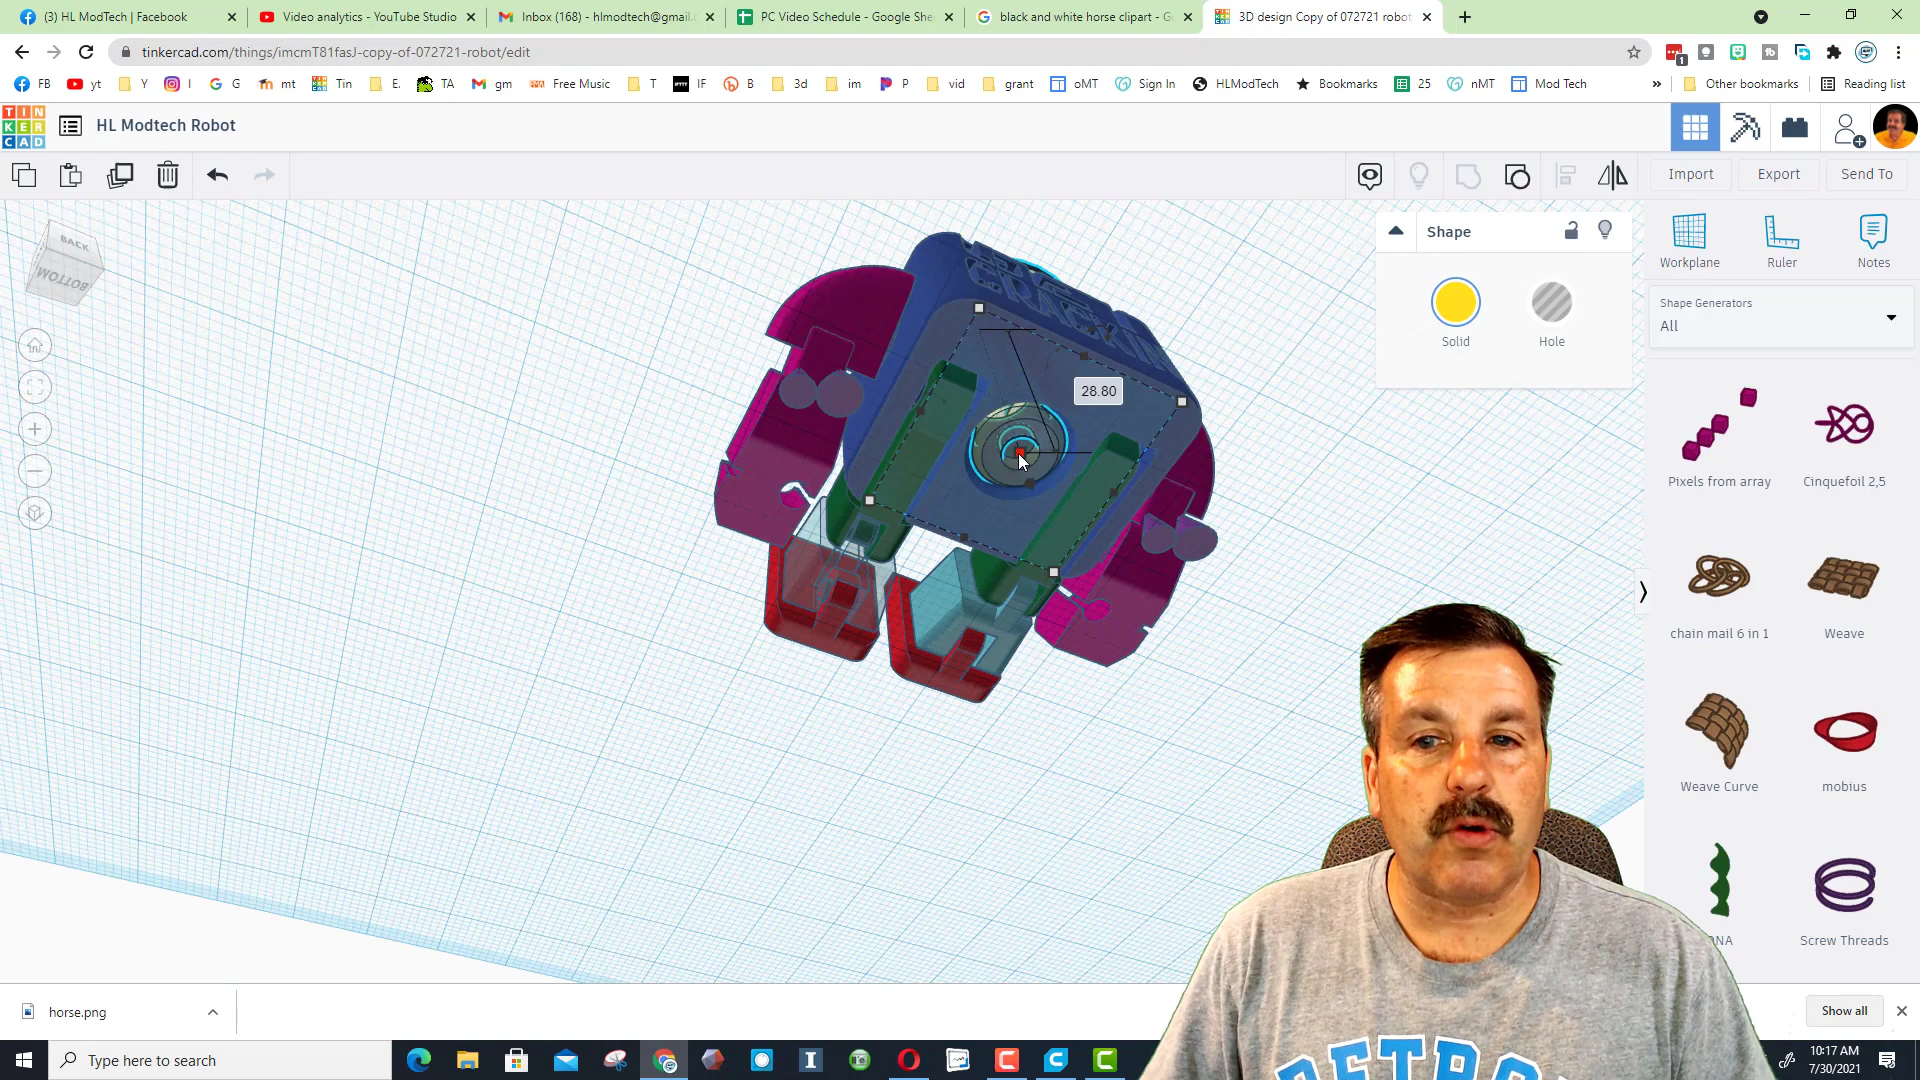 (3) HL ModTech | Facebook
Video analytics - YouTube Studio
Inbox (168) - hlmodtech@gmail.c
PC Video Schedule - Google She
black and white horse clipart - G
3D design Copy of 072721 robot
tinkercad.com/things/imcmT81fasJ-copy-of-072721-robot/edit
FB yt Y I G mt Tin E. TA gm Free Music T IF B 3d im P vid grant oMT Sign In HLModTech Bookmarks 25 nMT Mod Tech » Other bookmarks Reading list
TIN
KER
CAD
HL Modtech Robot
Import Export Send To
BACK
BOTTOM
Shape
Solid Hole
28.80
Workplane Ruler Notes
Shape Generators
All
Pixels from array Cinquefoil 2,5
chain mail 6 in 1 Weave
Weave Curve mobius
DNA Screw Threads
horse.png
Show all
Type here to search
10:17 AM
7/30/2021
DETRO